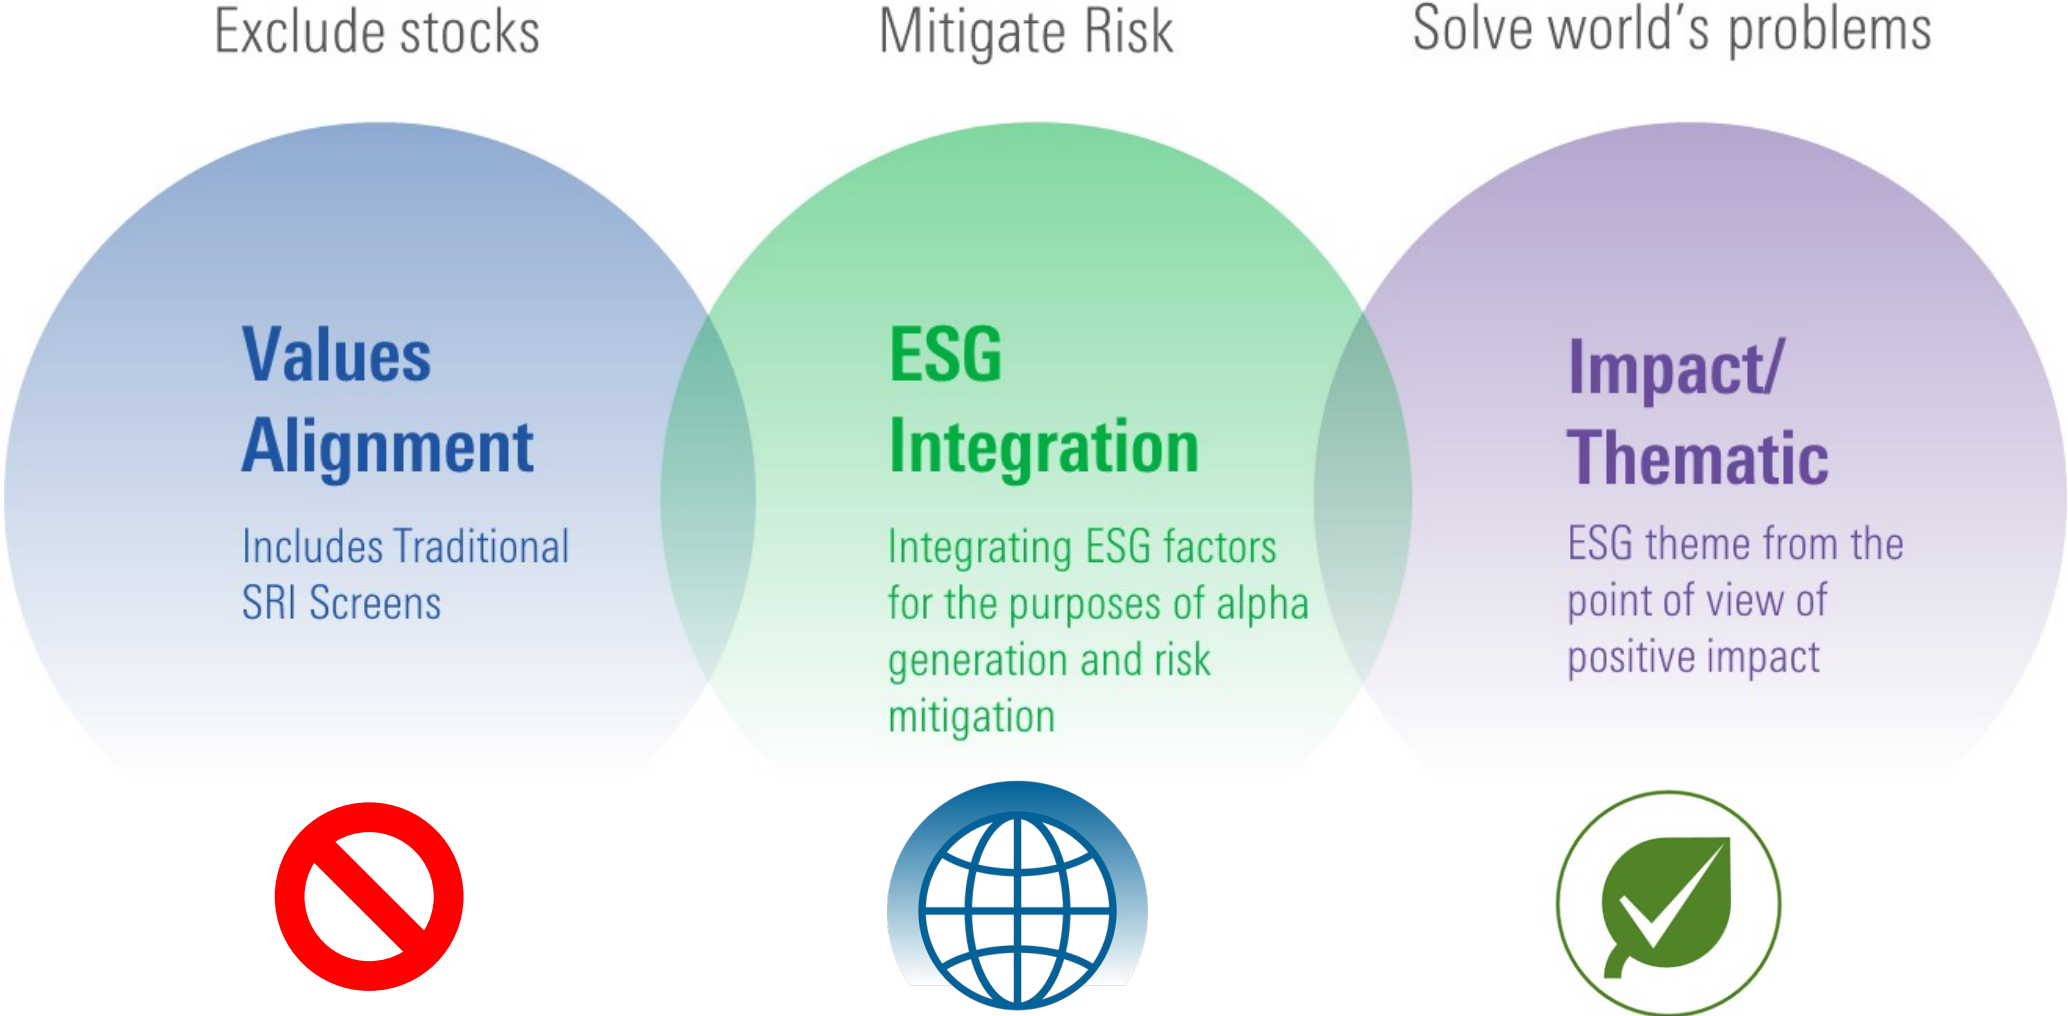 Exclude stocks
Mitigate Risk
Solve world's problems
Values
Alignment
Includes Traditional
SRI Screens
ESG
Integration
Integrating ESG factors
for the purposes of alpha
generation and risk
mitigation
Impact/
Thematic
ESG theme from the
point of view of
positive impact